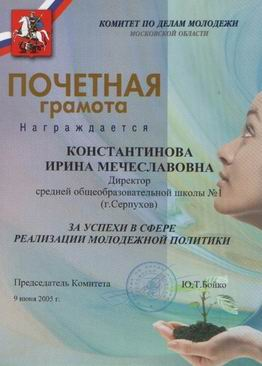 КОМИТЕТ ПО ДЕЛАМ МОЛОДЕЖИ
МОСКОВСКОЙ ОБЛАСТИ
ПОЧЕТНАЯ
грамота
Награждается
КОНСТАНТИНОВА
ИРИНА МЕЧЕСЛАВОВНА
Директор
средней общеобразовательной школы №1
(г.Серпухов)
ЗА УСПЕХИ В СФЕРЕ
РЕАЛИЗАЦИИ МОЛОДЕЖНОЙ ПОЛИТИКИ
Председатель Комитета Ю.Т.Бойко
9 июня 2005 г.